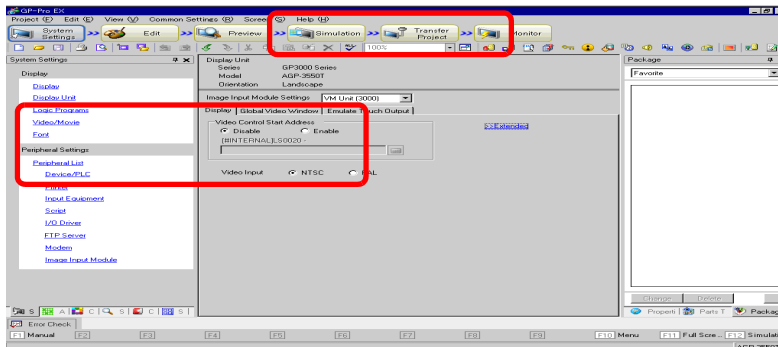 GP-Pro EX
Project (F) Edit (E) View (V) Common Settings (R) Screen (S) Help (H)
System Settings Edit Preview Simulation Transfer Project Monitor
100%
System Settings
Display
Display
Display Unit
Logic Programs
Video/Movie
Font
Peripheral Settings
Peripheral List
Device/PLC
Printer
Input Equipment
Script
I/O Driver
FTP Server
Modem
Image Input Module
S A C S C S
Display Unit
Series GP3000 Series
Model AGP-3550T
Orientation Landscape
Image Input Module Settings VM Unit (3000)
Display Global Video Window Emulate Touch Output
Video Control Start Address
Disable Enable
[#INTERNAL]LS0020 -
>>Extended
Video Input NTSC PAL
Package
Favorite
Change Delete
Properti Parts T Packag
Error Check
F1 Manual F2 F3 F4 F5 F6 F7 F8 F9 F10 Menu F11 Full Scre... F12 Simulat
AGP-3550T